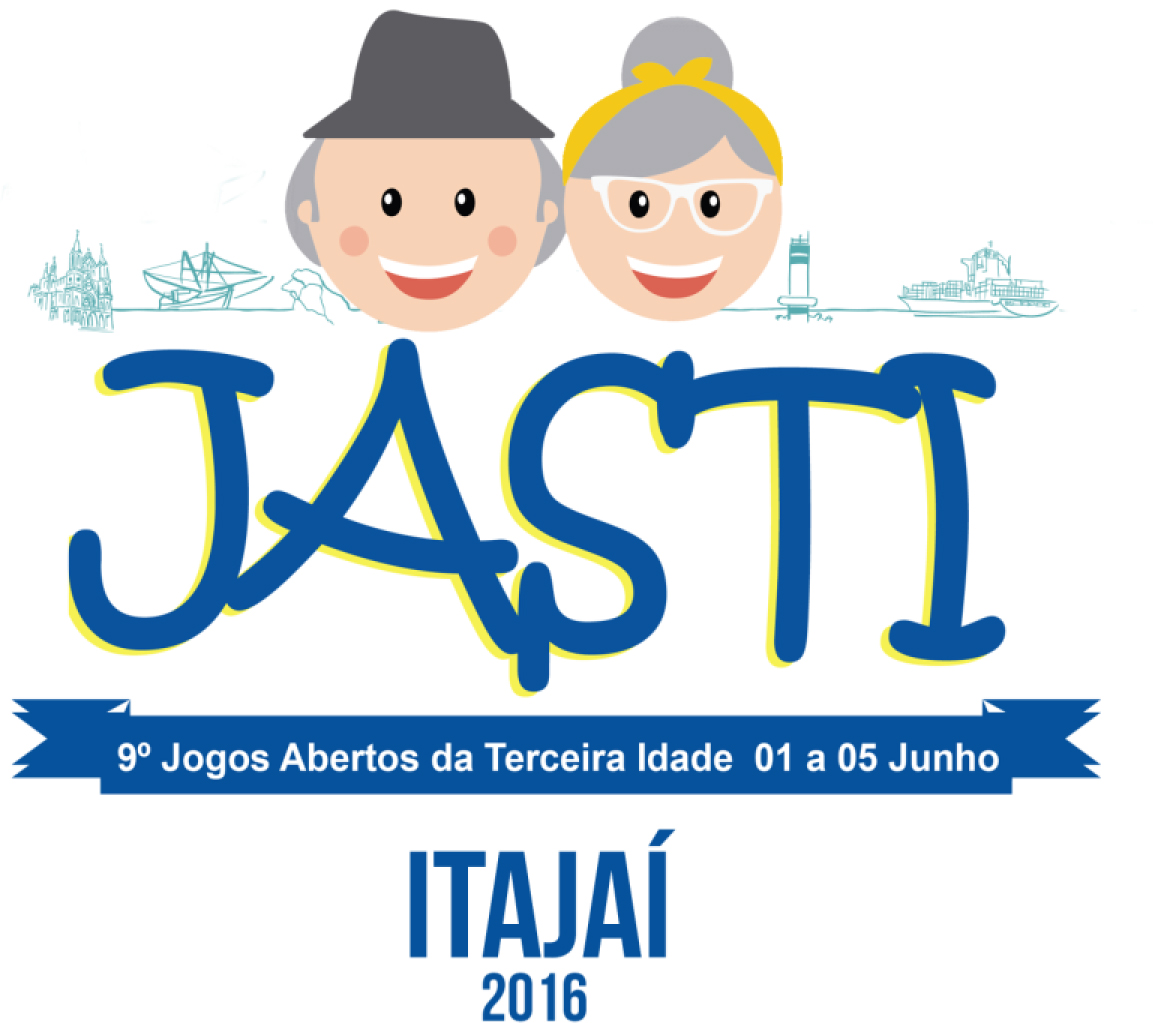 JASTI
9º Jogos Abertos da Terceira Idade 01 a 05 Junho
ITAJAÍ
2016